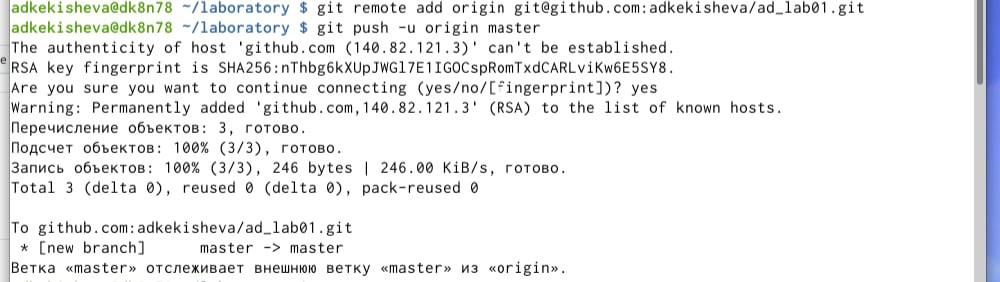 adkekisheva@dk8n78 ~/laboratory $ git remote add origin git@github.com:adkekisheva/ad_lab01.git
adkekisheva@dk8n78 ~/laboratory $ git push -u origin master
The authenticity of host 'github.com (140.82.121.3)' can't be established.
RSA key fingerprint is SHA256:nThbg6kXUpJWGl7E1IGOCspRomTxdCARLviKw6E5SY8.
Are you sure you want to continue connecting (yes/no/[fingerprint])? yes
Warning: Permanently added 'github.com,140.82.121.3' (RSA) to the list of known hosts.
Перечисление объектов: 3, готово.
Подсчет объектов: 100% (3/3), готово.
Запись объектов: 100% (3/3), 246 bytes | 246.00 KiB/s, готово.
Total 3 (delta 0), reused 0 (delta 0), pack-reused 0
To github.com:adkekisheva/ad_lab01.git
 * [new branch]      master -> master
Ветка «master» отслеживает внешнюю ветку «master» из «origin».